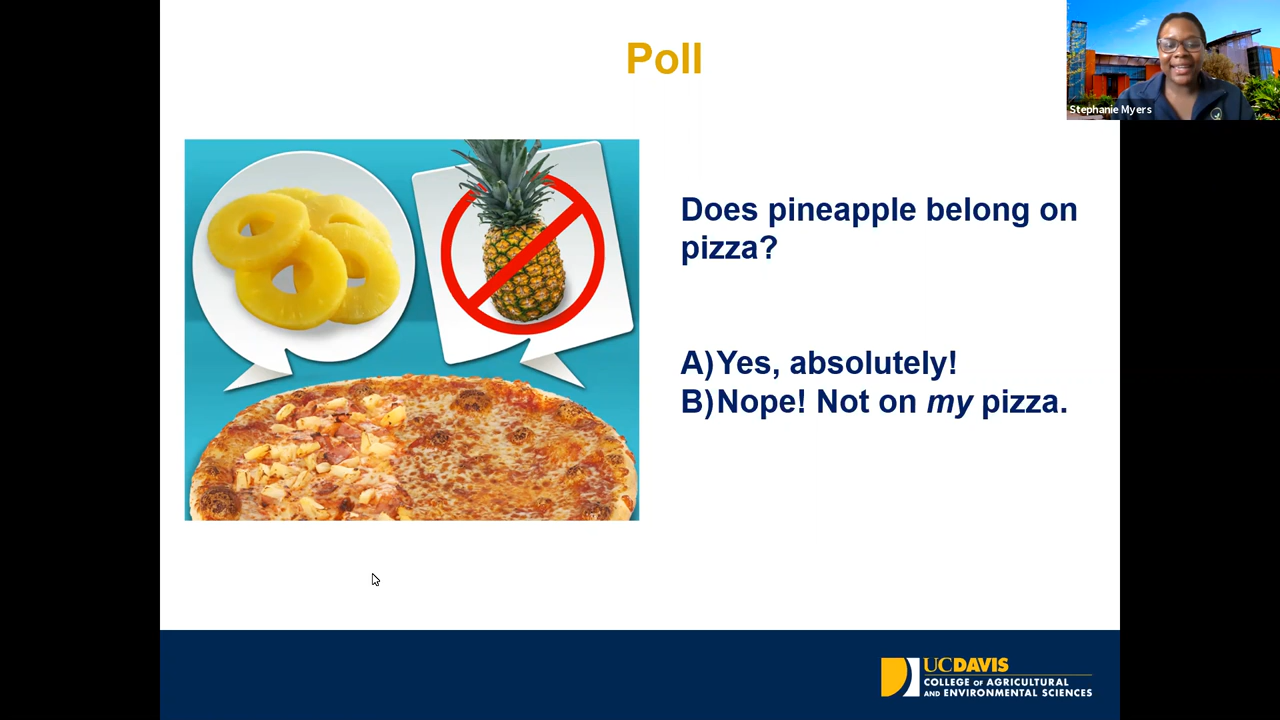 Poll
Stephanie Myers
Does pineapple belong on
pizza?
A)Yes, absolutely!
B)Nope! Not on my pizza.
UCDAVIS
COLLEGE OF AGRICULTURAL
AND ENVIRONMENTAL SCIENCES